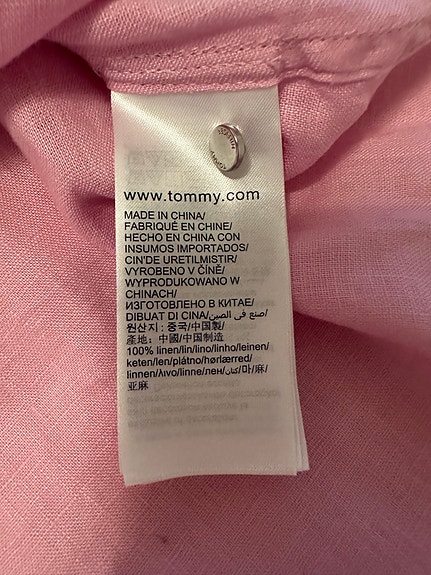 www.tommy.com
MADE IN CHINA/
FABRIQUÉ EN CHINE/
HECHO EN CHINA CON
INSUMOS IMPORTADOS/
CIN'DE URETILMISTIR/
VYROBENO V ČÍNĚ/
WYPRODUKOWANO W
CHINACH/
ИЗГОТОВЛЕНО В КИТАЕ/
DIBUAT DI CINA/صنع في الصين/
원산지 : 중국/中国製/
產地: 中國/中国制造
100% linen/lin/lino/linho/leinen/
keten/len/plátno/hørlærred/
linnen/λινο/linne/лен/كتان/마/麻/
亚麻